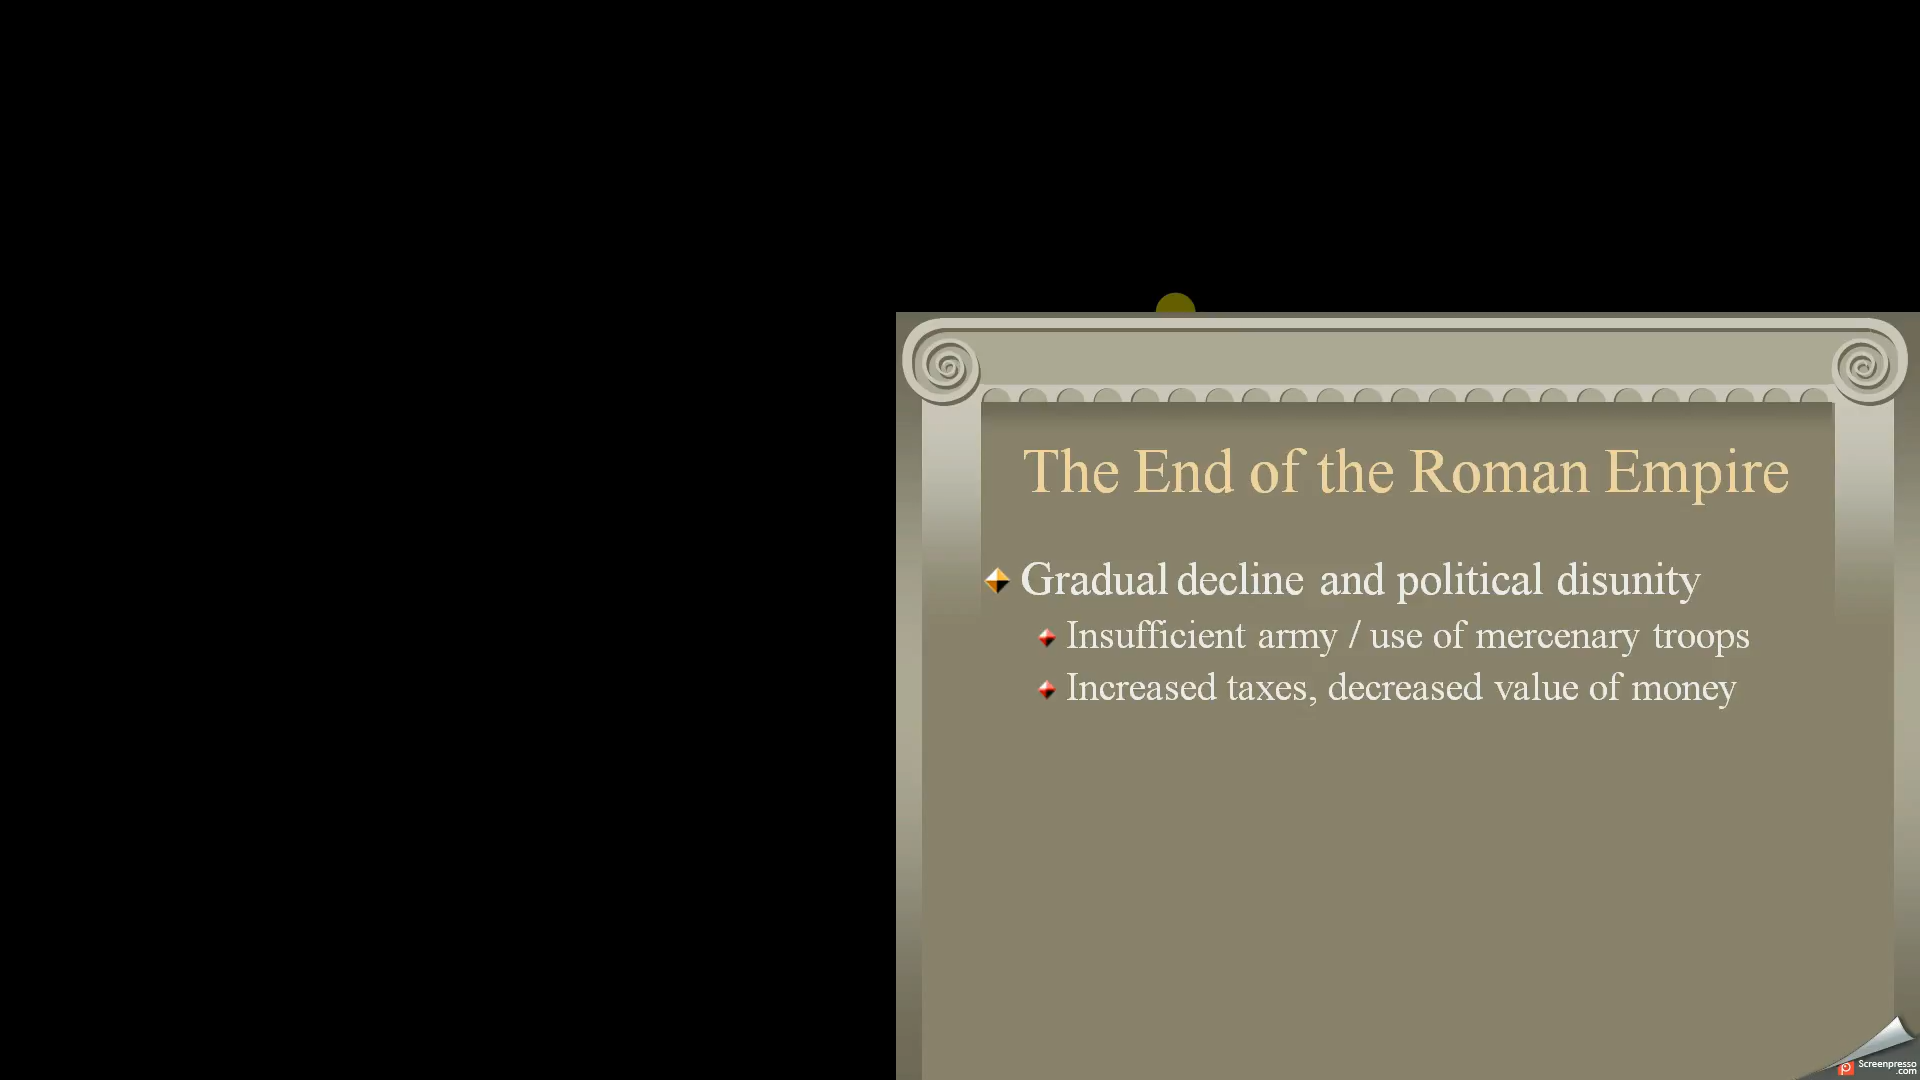 The End of the Roman Empire
Gradual decline and political disunity
Insufficient army / use of mercenary troops
Increased taxes, decreased value of money
Screenpresso
.com